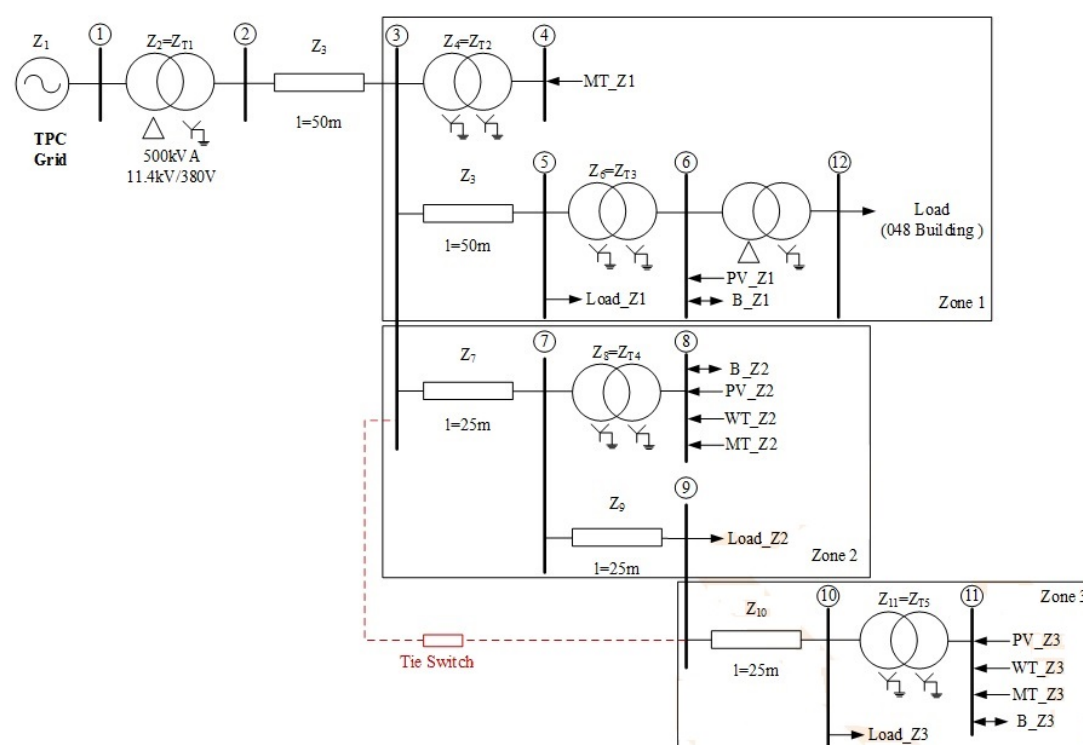 Z1
1
Z2=ZT1
2
Z3
3
Z4=ZT2
4
MT_Z1
l=50m
TPC
Grid
500kVA
11.4kV/380V
Z3
5
Z6=ZT3
6
12
Load
(048 Building )
l=50m
Load_Z1
PV_Z1
B_Z1
Zone 1
Z7
7
Z8=ZT4
8
B_Z2
PV_Z2
WT_Z2
MT_Z2
l=25m
Z9
9
Load_Z2
l=25m
Zone 2
Z10
10
Z11=ZT5
11
Zone 3
Tie Switch
l=25m
PV_Z3
WT_Z3
MT_Z3
B_Z3
Load_Z3